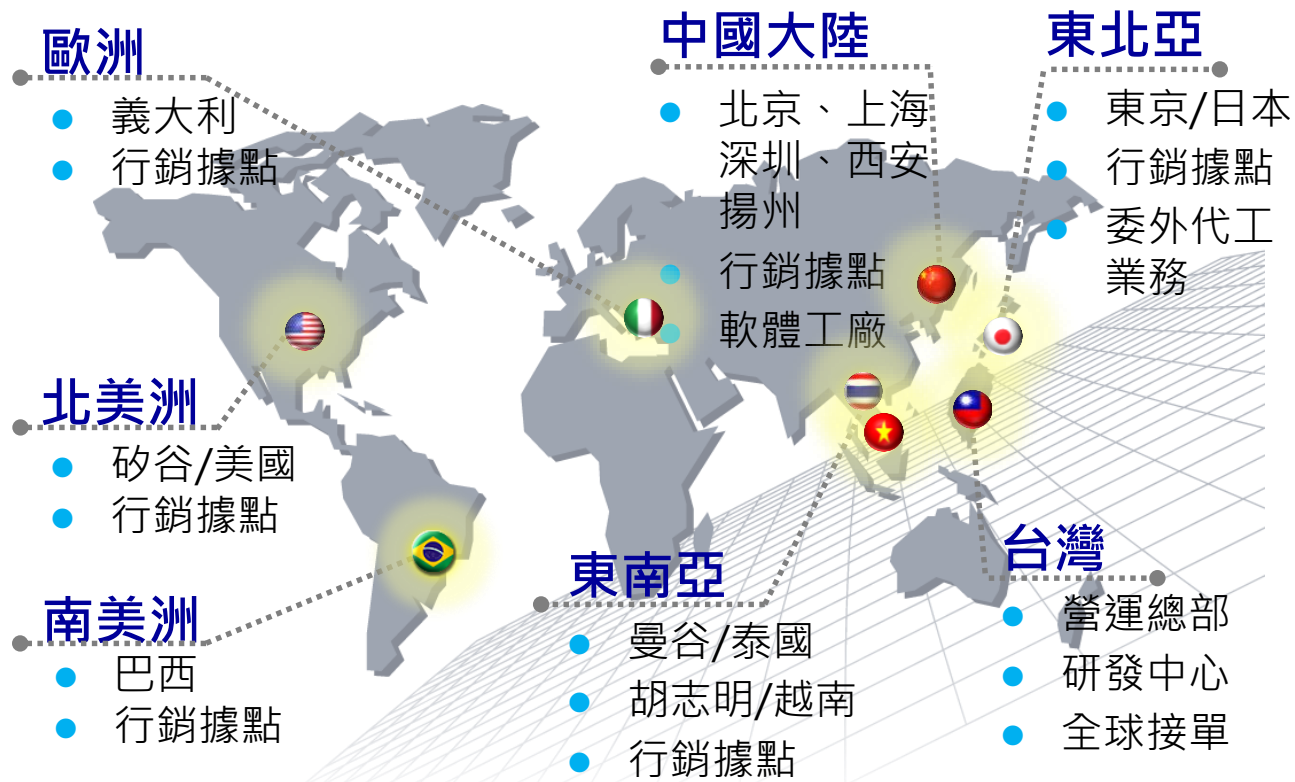 歐洲
義大利
行銷據點
中國大陸
北京、上海
深圳、西安
揚州
行銷據點
軟體工廠
東北亞
東京/日本
行銷據點
委外代工
業務
北美洲
矽谷/美國
行銷據點
南美洲
巴西
行銷據點
東南亞
曼谷/泰國
胡志明/越南
行銷據點
台灣
營運總部
研發中心
全球接單